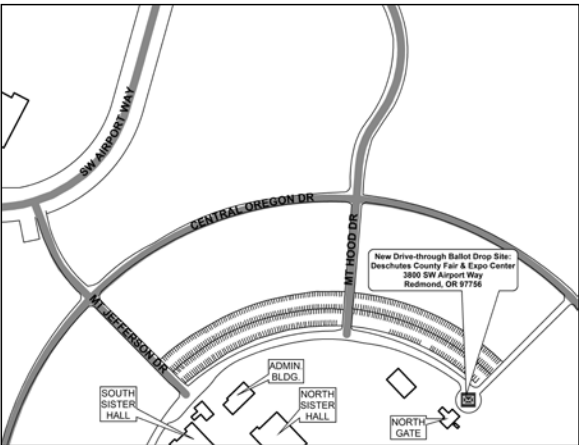 SW AIRPORT WAY
CENTRAL OREGON DR
MT HOOD DR
New Drive-through Ballot Drop Site:
Deschutes County Fair & Expo Center
3800 SW Airport Way
Redmond, OR 97756
MT JEFFERSON DR
ADMIN.
BLDG.
SOUTH
SISTER
HALL
NORTH
SISTER
HALL
NORTH
GATE